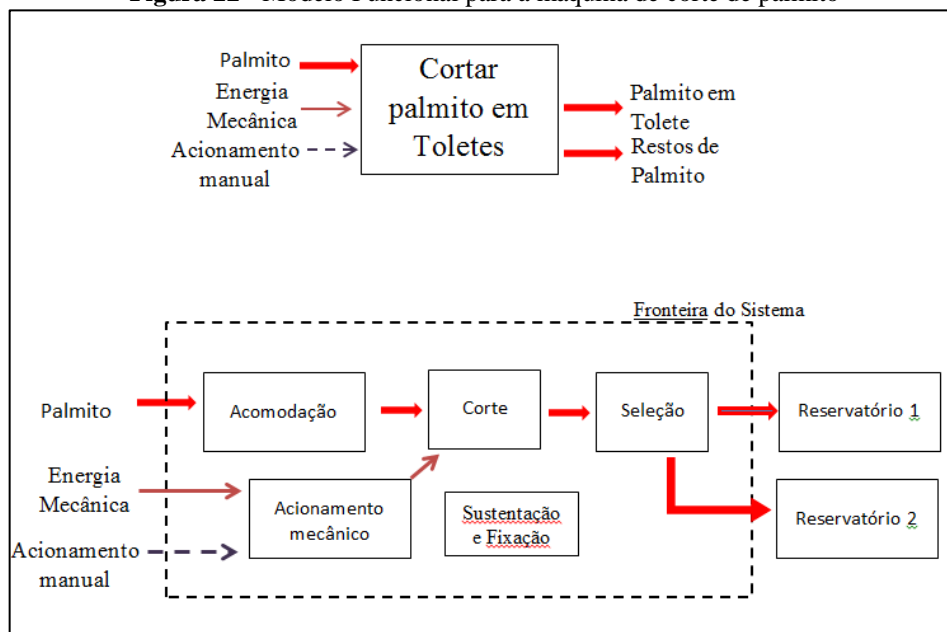 Figura 22 - Modelo Funcional para a máquina de corte de palmito
Palmito
Energia
Mecânica
Acionamento
manual
Cortar
palmito em
Toletes
Palmito em
Tolete
Restos de
Palmito
Fronteira do Sistema
Palmito
Acomodação
Corte
Seleção
Reservatório 1
Energia
Mecânica
Acionamento
mecânico
Sustentação
e Fixação
Reservatório 2
Acionamento
manual